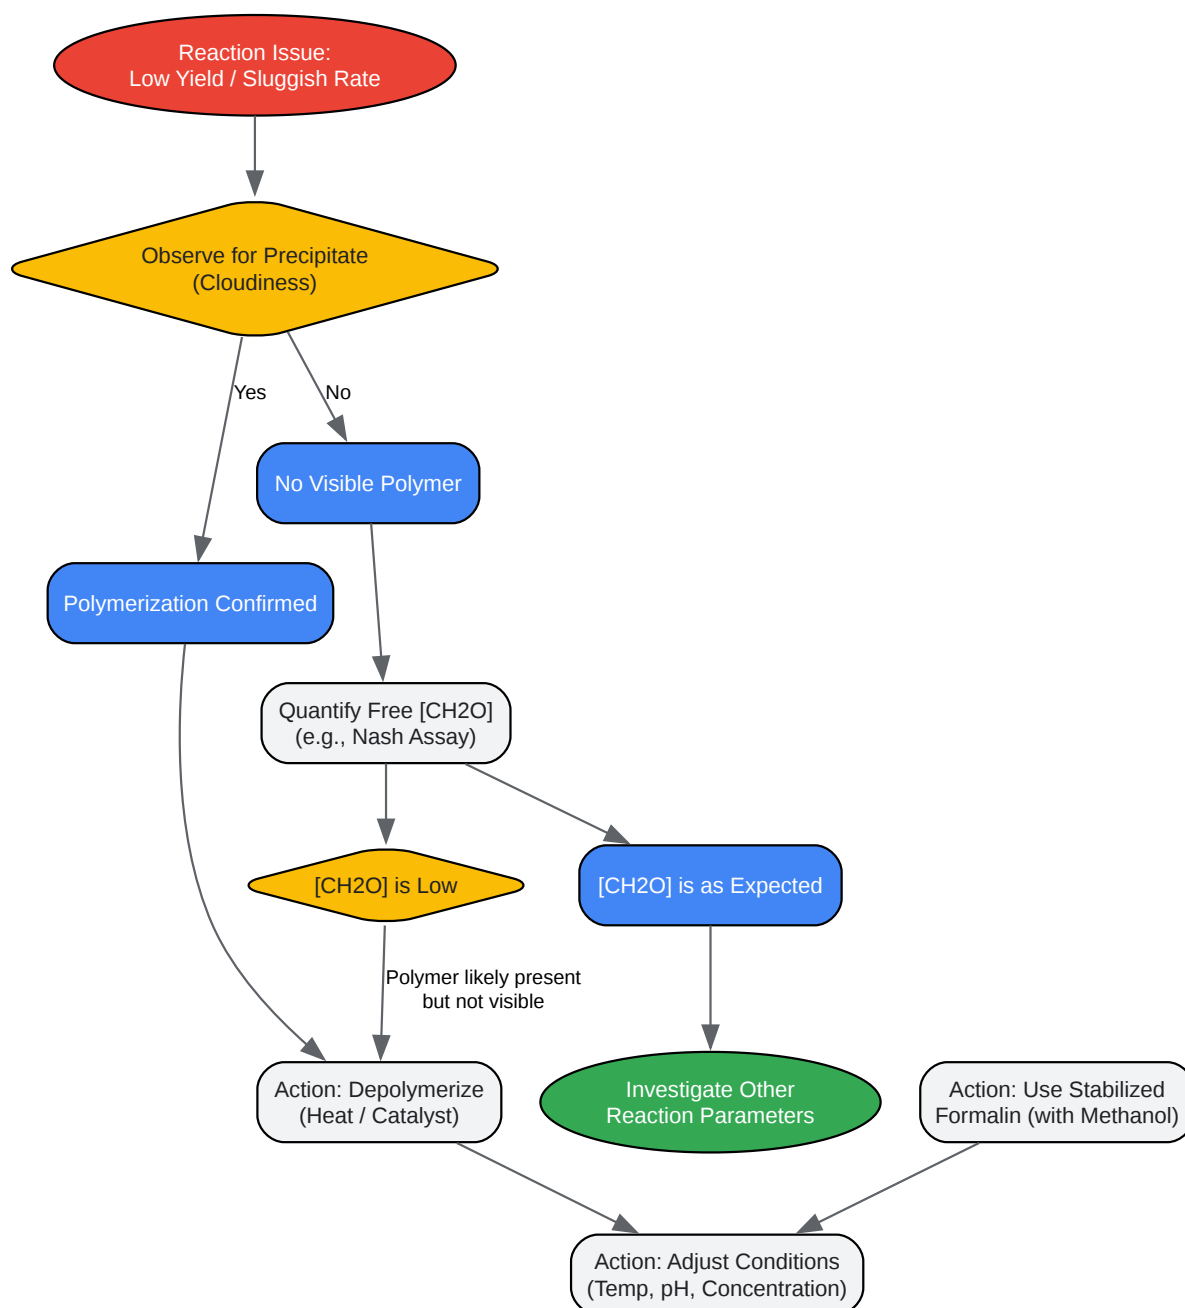 Reaction Issue:
Low Yield / Sluggish Rate
Observe for Precipitate
(Cloudiness)
Yes
No
No Visible Polymer
Polymerization Confirmed
Quantify Free [CH2O]
(e.g., Nash Assay)
[CH2O] is Low
[CH2O] is as Expected
Polymer likely present
but not visible
Action: Depolymerize
(Heat / Catalyst)
Investigate Other
Reaction Parameters
Action: Use Stabilized
Formalin (with Methanol)
Action: Adjust Conditions
(Temp, pH, Concentration)